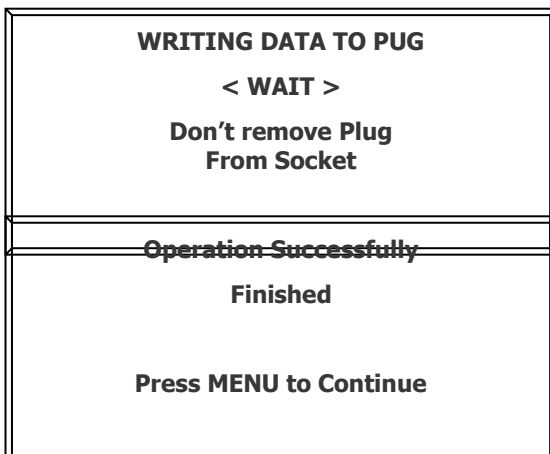 WRITING DATA TO PUG
< WAIT >
Don’t remove Plug
From Socket
Operation Successfully
Finished
Press MENU to Continue